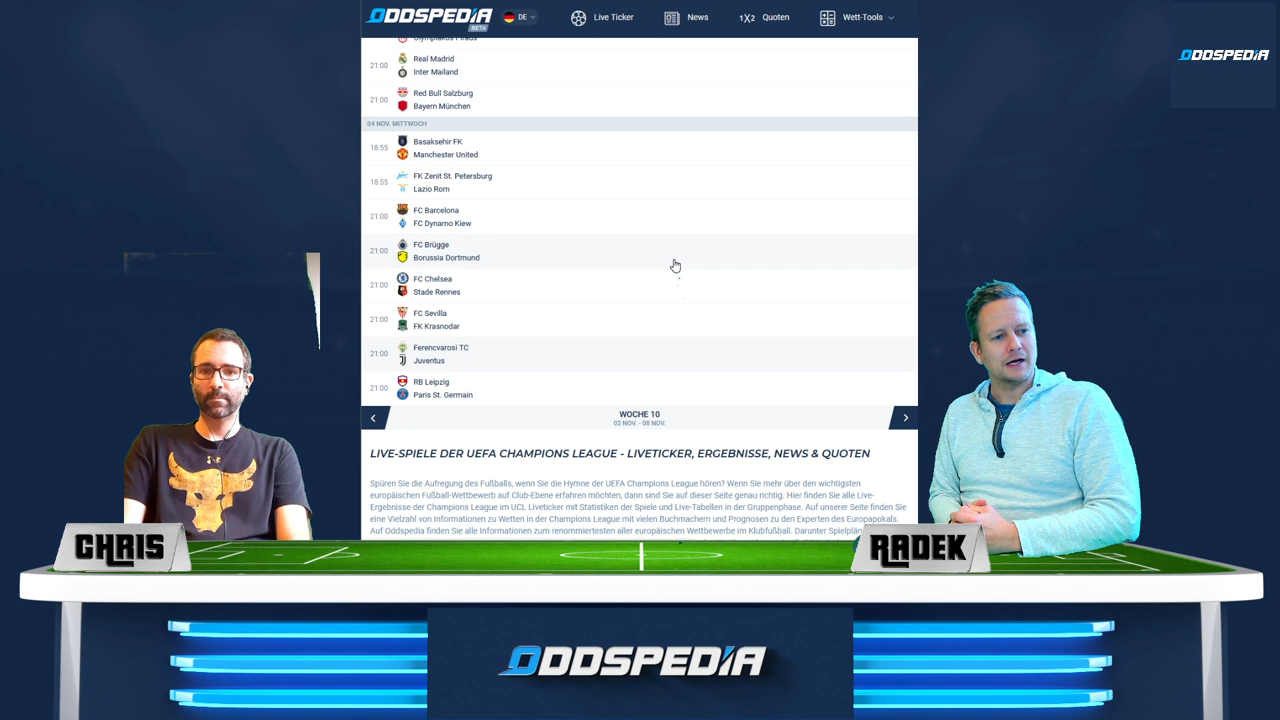 ODDSPEDIA
BETA
DE
Live Ticker
News
1X2 Quoten
Wett-Tools
ODDSPEDIA
Olympiakos Piräus
21:00
Real Madrid
Inter Mailand
21:00
Red Bull Salzburg
Bayern München
04 NOV. MITTWOCH
18:55
Basaksehir FK
Manchester United
18:55
FK Zenit St. Petersburg
Lazio Rom
21:00
FC Barcelona
FC Dynamo Kiew
21:00
FC Brügge
Borussia Dortmund
21:00
FC Chelsea
Stade Rennes
21:00
FC Sevilla
FK Krasnodar
21:00
Ferencvarosi TC
Juventus
21:00
RB Leipzig
Paris St. Germain
WOCHE 10
02 NOV. - 08 NOV.
LIVE-SPIELE DER UEFA CHAMPIONS LEAGUE - LIVETICKER, ERGEBNISSE, NEWS & QUOTEN
Spüren Sie die Aufregung des Fußballs, wenn Sie die Hymne der UEFA Champions League hören? Wenn Sie mehr über den wichtigsten
europäischen Fußball-Wettbewerb auf Club-Ebene erfahren möchten, dann sind Sie auf dieser Seite genau richtig. Hier finden Sie alle Live-
Ergebnisse der Champions League im UCL Liveticker mit Statistiken der Spiele und Live-Tabellen in der Gruppenphase. Auf unserer Seite finden Sie
eine Vielzahl von Informationen zu Wetten in der Champions League mit vielen Buchmachern und Prognosen zu den Experten des Europapokals.
Auf Oddspedia finden Sie alle Informationen zum renommiertesten aller europäischen Wettbewerbe im Klubfußball. Darunter
CHRIS
RADEK
ODDSPEDIA